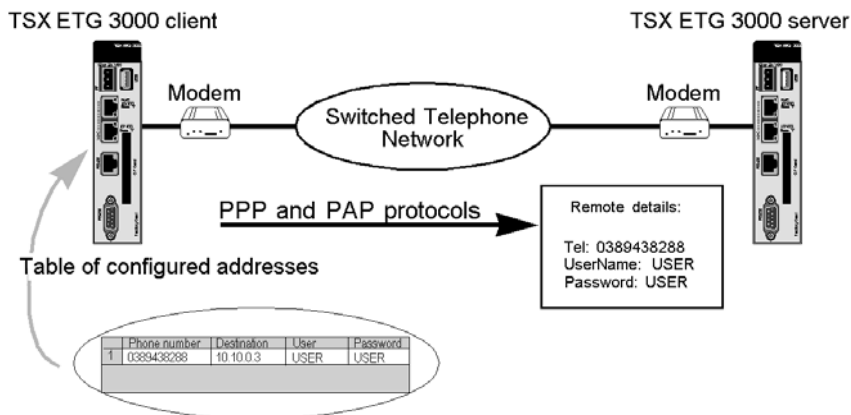 TSX ETG 3000 client
TSX ETG 3000 server
Modem
Modem
Switched Telephone
Network
PPP and PAP protocols
Remote details:
Tel: 0389438288
UserName: USER
Password: USER
Table of configured addresses
Phone number Destination User Password
1 0389438288 10.10.0.3 USER USER